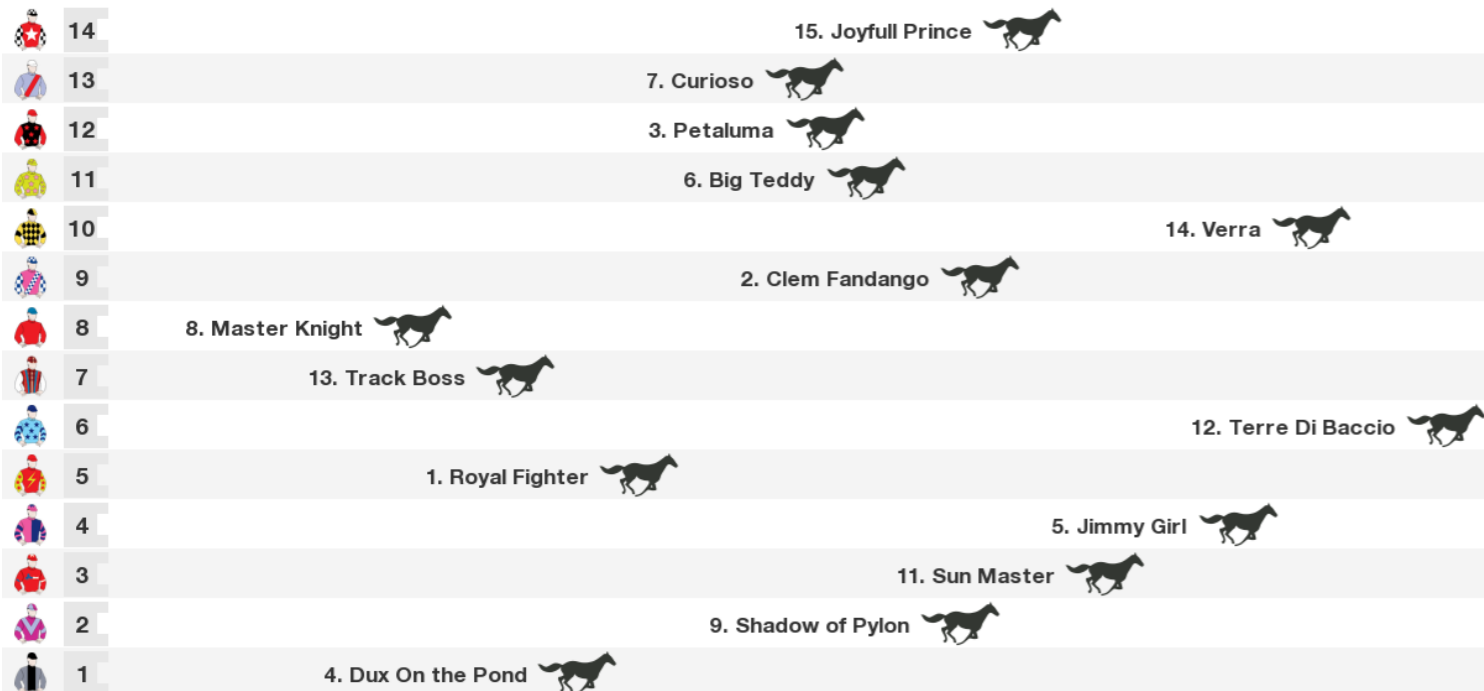 14 15. Joyfull Prince
13 7. Curioso
12 3. Petaluma
11 6. Big Teddy
10 14. Verra
9 2. Clem Fandango
8 8. Master Knight
7 13. Track Boss
6 12. Terre Di Baccio
5 1. Royal Fighter
4 5. Jimmy Girl
3 11. Sun Master
2 9. Shadow of Pylon
1 4. Dux On the Pond